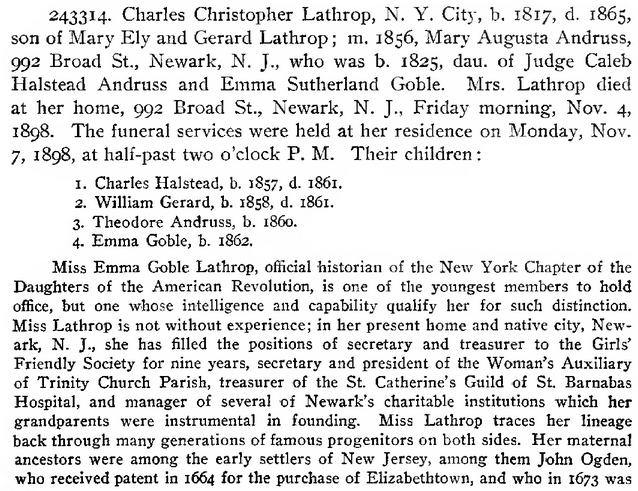 243314. Charles Christopher Lathrop, N. Y. City, b. 1817, d. 1865,
son of Mary Ely and Gerard Lathrop; m. 1856, Mary Augusta Andruss,
992 Broad St., Newark, N. J., who was b. 1825, dau. of Judge Caleb
Halstead Andruss and Emma Sutherland Goble. Mrs. Lathrop died
at her home, 992 Broad St., Newark, N. J., Friday morning, Nov. 4,
1898. The funeral services were held at her residence on Monday, Nov.
7, 1898, at half-past two o'clock P. M. Their children:
1. Charles Halstead, b. 1857, d. 1861.
2. William Gerard, b. 1858, d. 1861.
3. Theodore Andruss, b. 1860.
4. Emma Goble, b. 1862.
Miss Emma Goble Lathrop, official historian of the New York Chapter of the
Daughters of the American Revolution, is one of the youngest members to hold
office, but one whose intelligence and capability qualify her for such distinction.
Miss Lathrop is not without experience; in her present home and native city, New-
ark, N. J., she has filled the positions of secretary and treasurer to the Girls'
Friendly Society for nine years, secretary and president of the Woman's Auxiliary
of Trinity Church Parish, treasurer of the St. Catherine's Guild of St. Barnabas
Hospital, and manager of several of Newark's charitable institutions which her
grandparents were instrumental in founding. Miss Lathrop traces her lineage
back through many generations of famous progenitors on both sides. Her maternal
ancestors were among the early settlers of New Jersey, among them John Ogden,
who received patent in 1664 for the purchase of Elizabethtown, and who in 1673 was